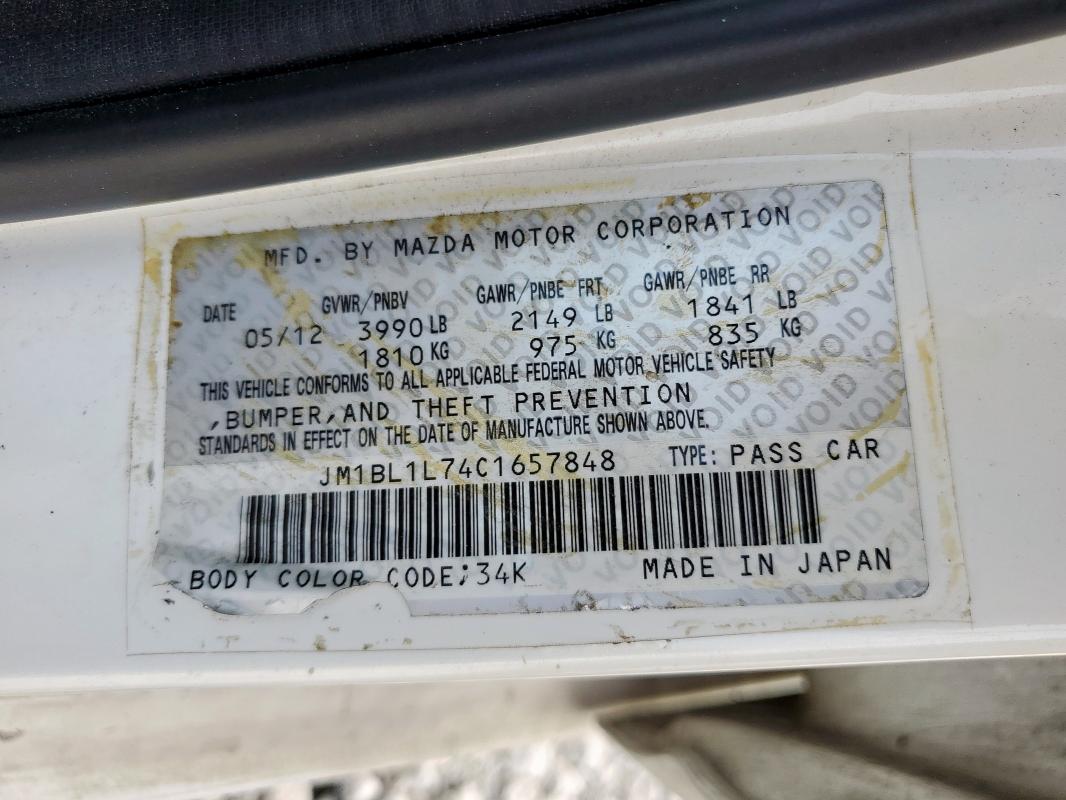 MFD. BY MAZDA MOTOR CORPORATION
DATE GVWR/PNBV GAWR/PNBE FRT GAWR/PNBE RR
05/12 3990 LB 2149 LB 1841 LB
1810 KG 975 KG 835 KG
THIS VEHICLE CONFORMS TO ALL APPLICABLE FEDERAL MOTOR VEHICLE SAFETY
,BUMPER,AND THEFT PREVENTION
STANDARDS IN EFFECT ON THE DATE OF MANUFACTURE SHOWN ABOVE.
JM1BL1L74C1657848 TYPE: PASS CAR
BODY COLOR CODE;34K MADE IN JAPAN